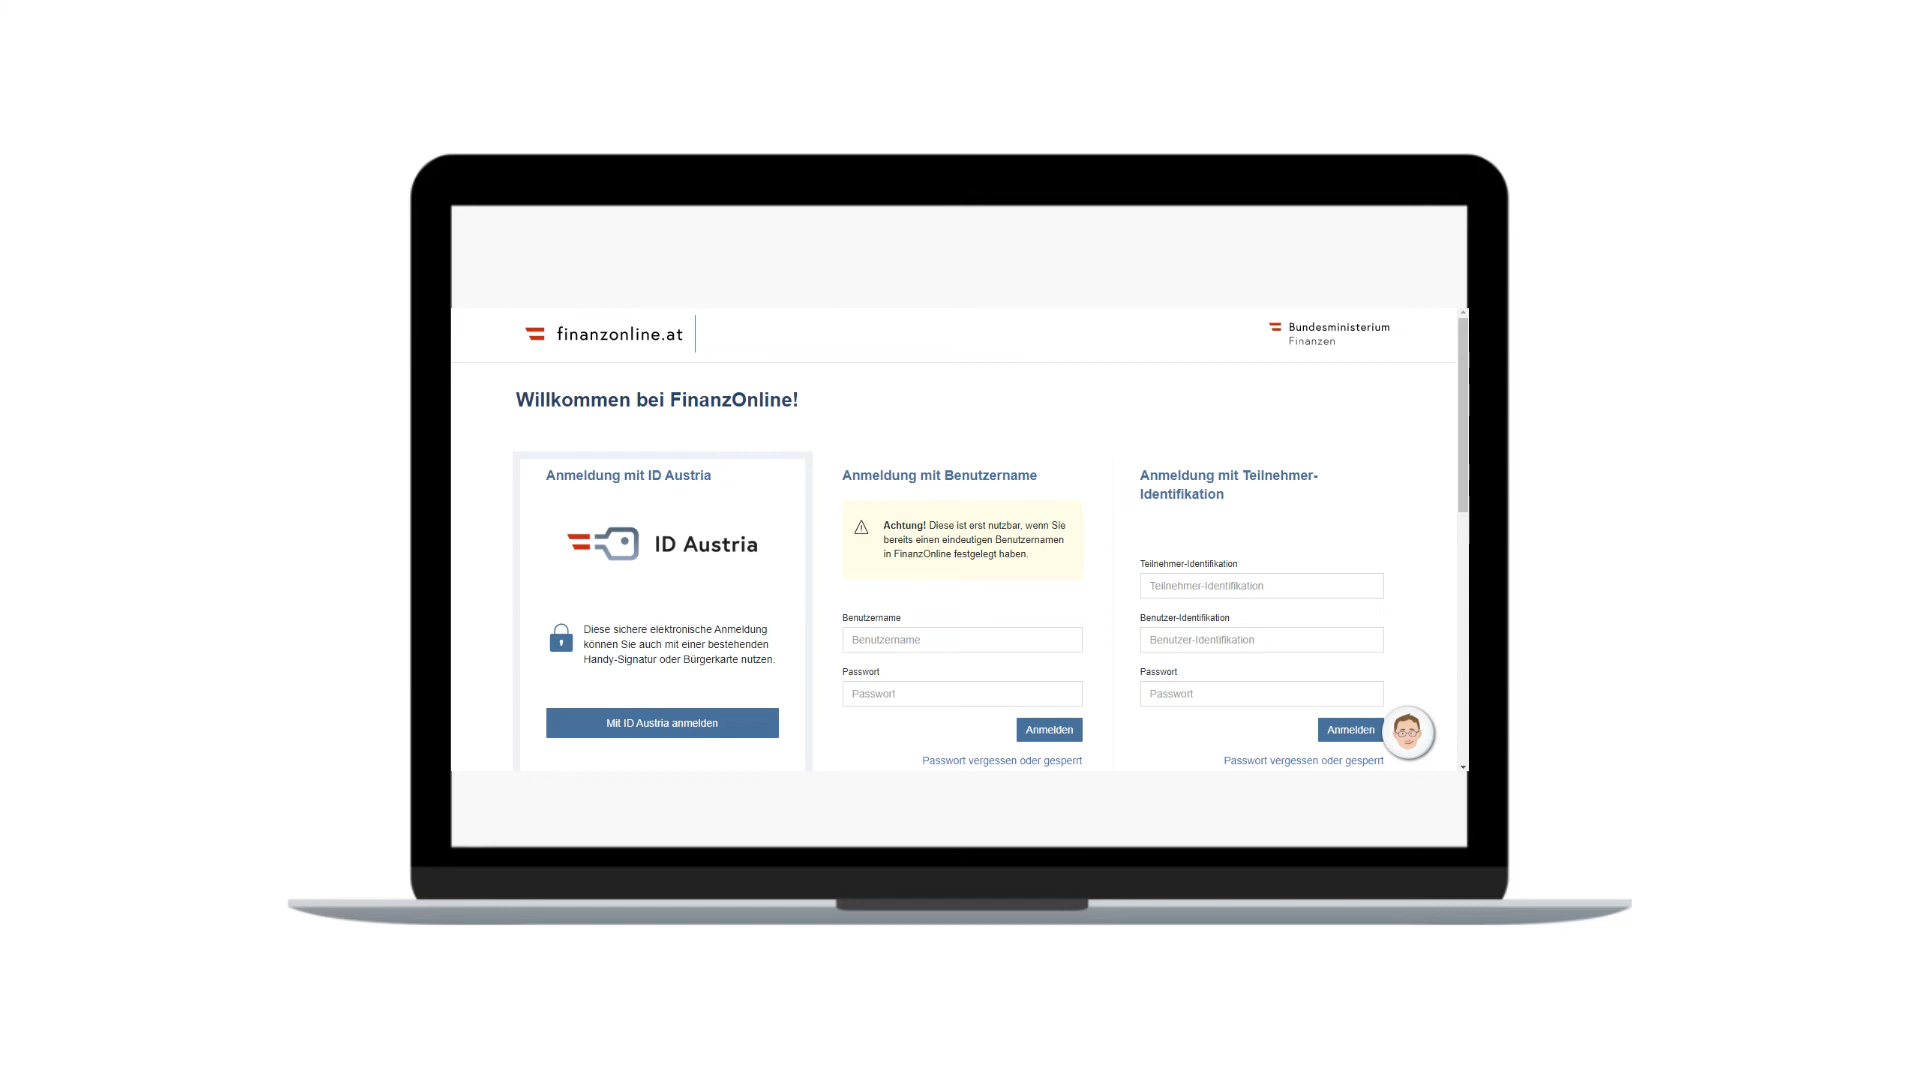 finanzonline.at
Bundesministerium
Finanzen
Willkommen bei FinanzOnline!
Anmeldung mit ID Austria
ID Austria
Diese sichere elektronische Anmeldung
können Sie auch mit einer bestehenden
Handy-Signatur oder Bürgerkarte nutzen.
Mit ID Austria anmelden
Anmeldung mit Benutzername
Achtung! Diese ist erst nutzbar, wenn Sie
bereits einen eindeutigen Benutzernamen
in FinanzOnline festgelegt haben.
Benutzername
Benutzername
Passwort
Passwort
Anmelden
Passwort vergessen oder gesperrt
Anmeldung mit Teilnehmer-
Identifikation
Teilnehmer-Identifikation
Teilnehmer-Identifikation
Benutzer-Identifikation
Benutzer-Identifikation
Passwort
Passwort
Anmelden
Passwort vergessen oder gesperrt